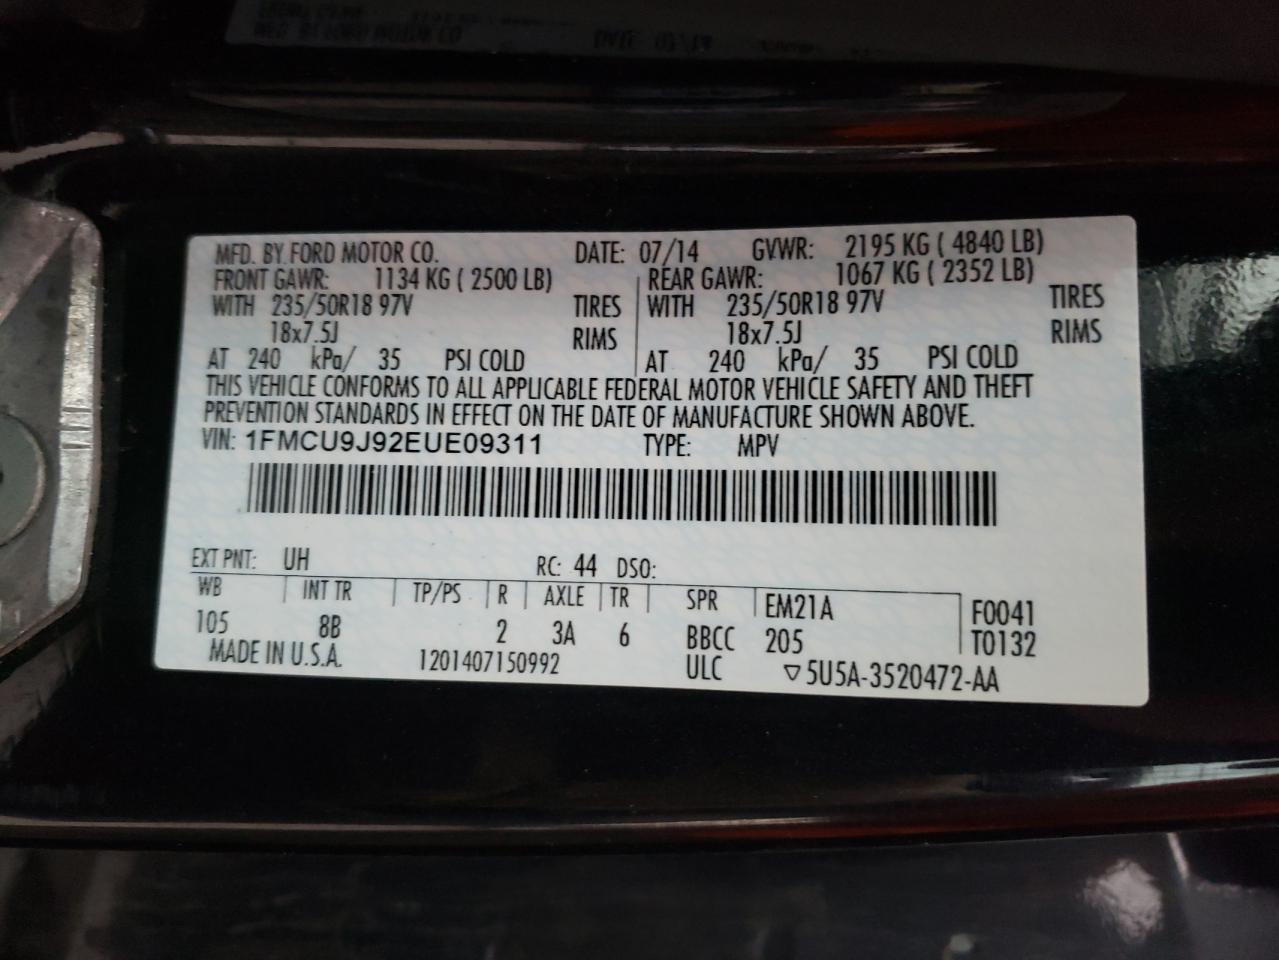 MFD. BY FORD MOTOR CO. DATE: 07/14 GVWR: 2195 KG ( 4840 LB)
FRONT GAWR: 1134 KG ( 2500 LB) REAR GAWR: 1067 KG ( 2352 LB)
WITH 235/50R18 97V TIRES WITH 235/50R18 97V TIRES
18x7.5J RIMS 18x7.5J RIMS
AT 240 kPa/ 35 PSI COLD AT 240 kPa/ 35 PSI COLD
THIS VEHICLE CONFORMS TO ALL APPLICABLE FEDERAL MOTOR VEHICLE SAFETY AND THEFT
PREVENTION STANDARDS IN EFFECT ON THE DATE OF MANUFACTURE SHOWN ABOVE.
VIN: 1FMCU9J92EUE09311 TYPE: MPV
EXT PNT: UH RC: 44 DSO:
WB INT TR TP/PS R AXLE TR SPR EM21A F0041
105 8B 2 3A 6 BBCC 205 T0132
MADE IN U.S.A. 1201407150992 ULC ▽5U5A-3520472-AA